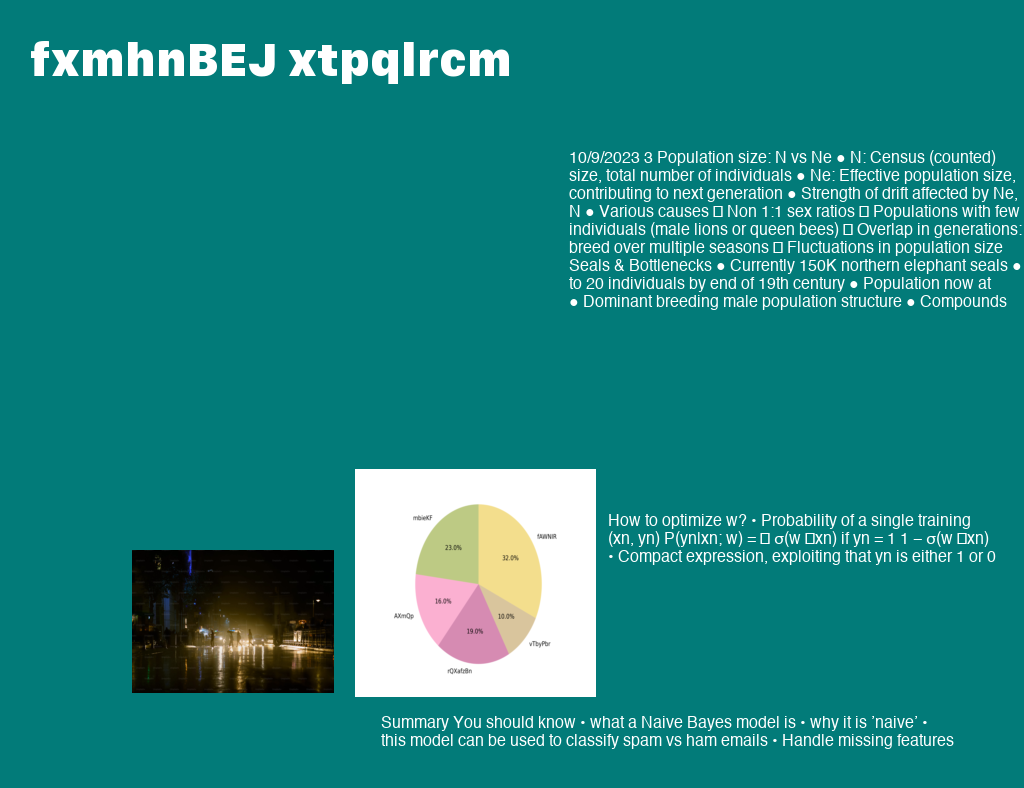 fxmhnBEJ xtpqlrcm
10/9/2023 3 Population size: N vs Ne ● N: Census (counted)
size, total number of individuals ● Ne: Effective population size,
contributing to next generation ● Strength of drift affected by Ne,
N ● Various causes □ Non 1:1 sex ratios □ Populations with few
individuals (male lions or queen bees) □ Overlap in generations:
breed over multiple seasons □ Fluctuations in population size
Seals & Bottlenecks ● Currently 150K northern elephant seals ●
to 20 individuals by end of 19th century ● Population now at
● Dominant breeding male population structure ● Compounds
mbieKF
23.0%
fAWNIR
32.0%
AXmQp
16.0%
10.0%
19.0%
vTbyPbr
rQXafzBn
How to optimize w? • Probability of a single training
(xn, yn) P(yn|xn; w) = □ σ(w □xn) if yn = 1 1 − σ(w □xn)
• Compact expression, exploiting that yn is either 1 or 0
Summary You should know • what a Naive Bayes model is • why it is ’naive’ •
this model can be used to classify spam vs ham emails • Handle missing features